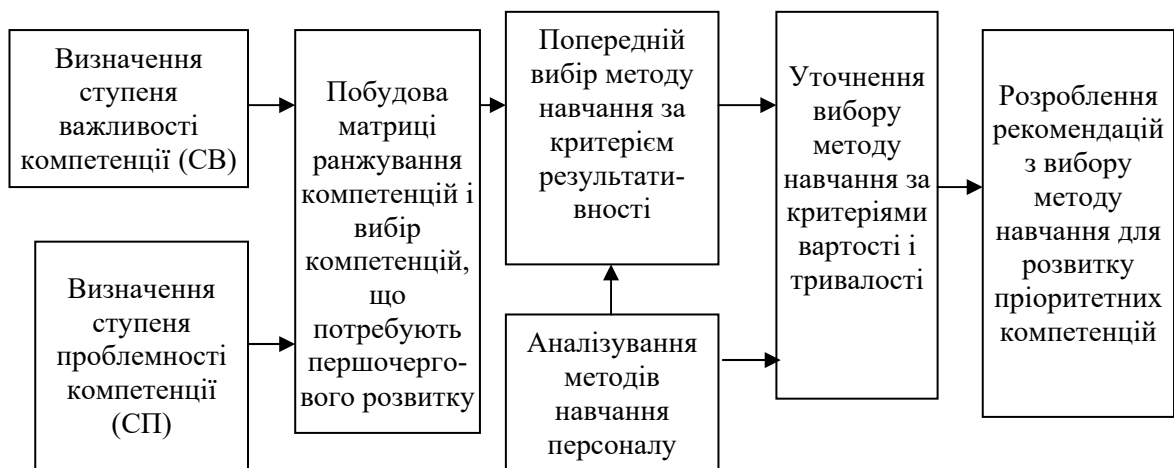 Визначення
ступеня
важливості
компетенції (СВ)
Визначення
ступеня
проблемності
компетенції
(СП)
Побудова
матриці
ранжування
компетенцій і
вибір
компетенцій,
що
потребують
першочерго-
вого розвитку
Попередній
вибір методу
навчання за
критерієм
результати-
вності
Аналізування
методів
навчання
персоналу
Уточнення
вибору
методу
навчання за
критеріями
вартості і
тривалості
Розроблення
рекомендацій
з вибору
методу
навчання для
розвитку
пріоритетних
компетенцій